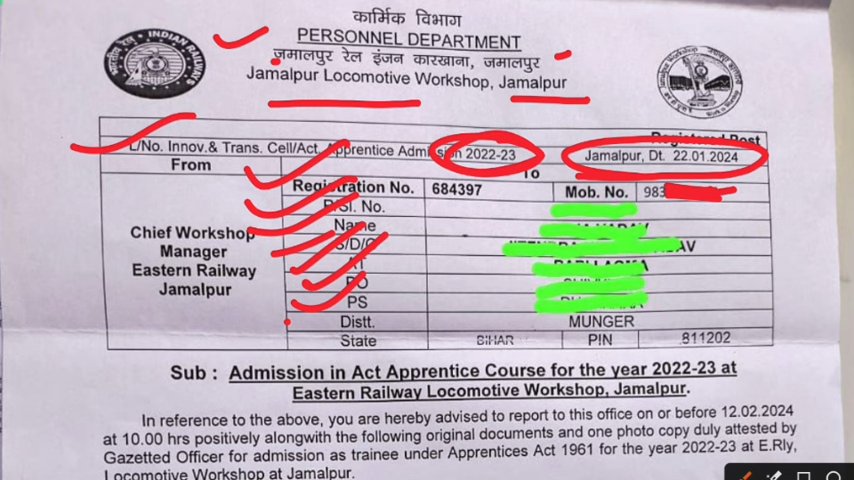 कार्मिक विभाग
PERSONNEL DEPARTMENT
जमालपुर रेल इंजन कारखाना, जमालपुर
Jamalpur Locomotive Workshop, Jamalpur
INDIAN RAILWAYS
भारतीय रेल
Registered Post
L/No. Innov.& Trans. Cell/Act. Apprentice Admission 2022-23 Jamalpur, Dt. 22.01.2024
From To
Registration No. 684397 Mob. No. 983
Sl. No.
Name
S/D/
PS
Chief Workshop
Manager
Eastern Railway
Jamalpur
Distt. MUNGER
State BIHAR PIN 811202
Sub : Admission in Act Apprentice Course for the year 2022-23 at
Eastern Railway Locomotive Workshop, Jamalpur.
In reference to the above, you are hereby advised to report to this office on or before 12.02.2024
at 10.00 hrs positively alongwith the following original documents and one photo copy duly attested by
Gazetted Officer for admission as trainee under Apprentices Act 1961 for the year 2022-23 at E.Rly,
Locomotive Workshop at Jamalpur.